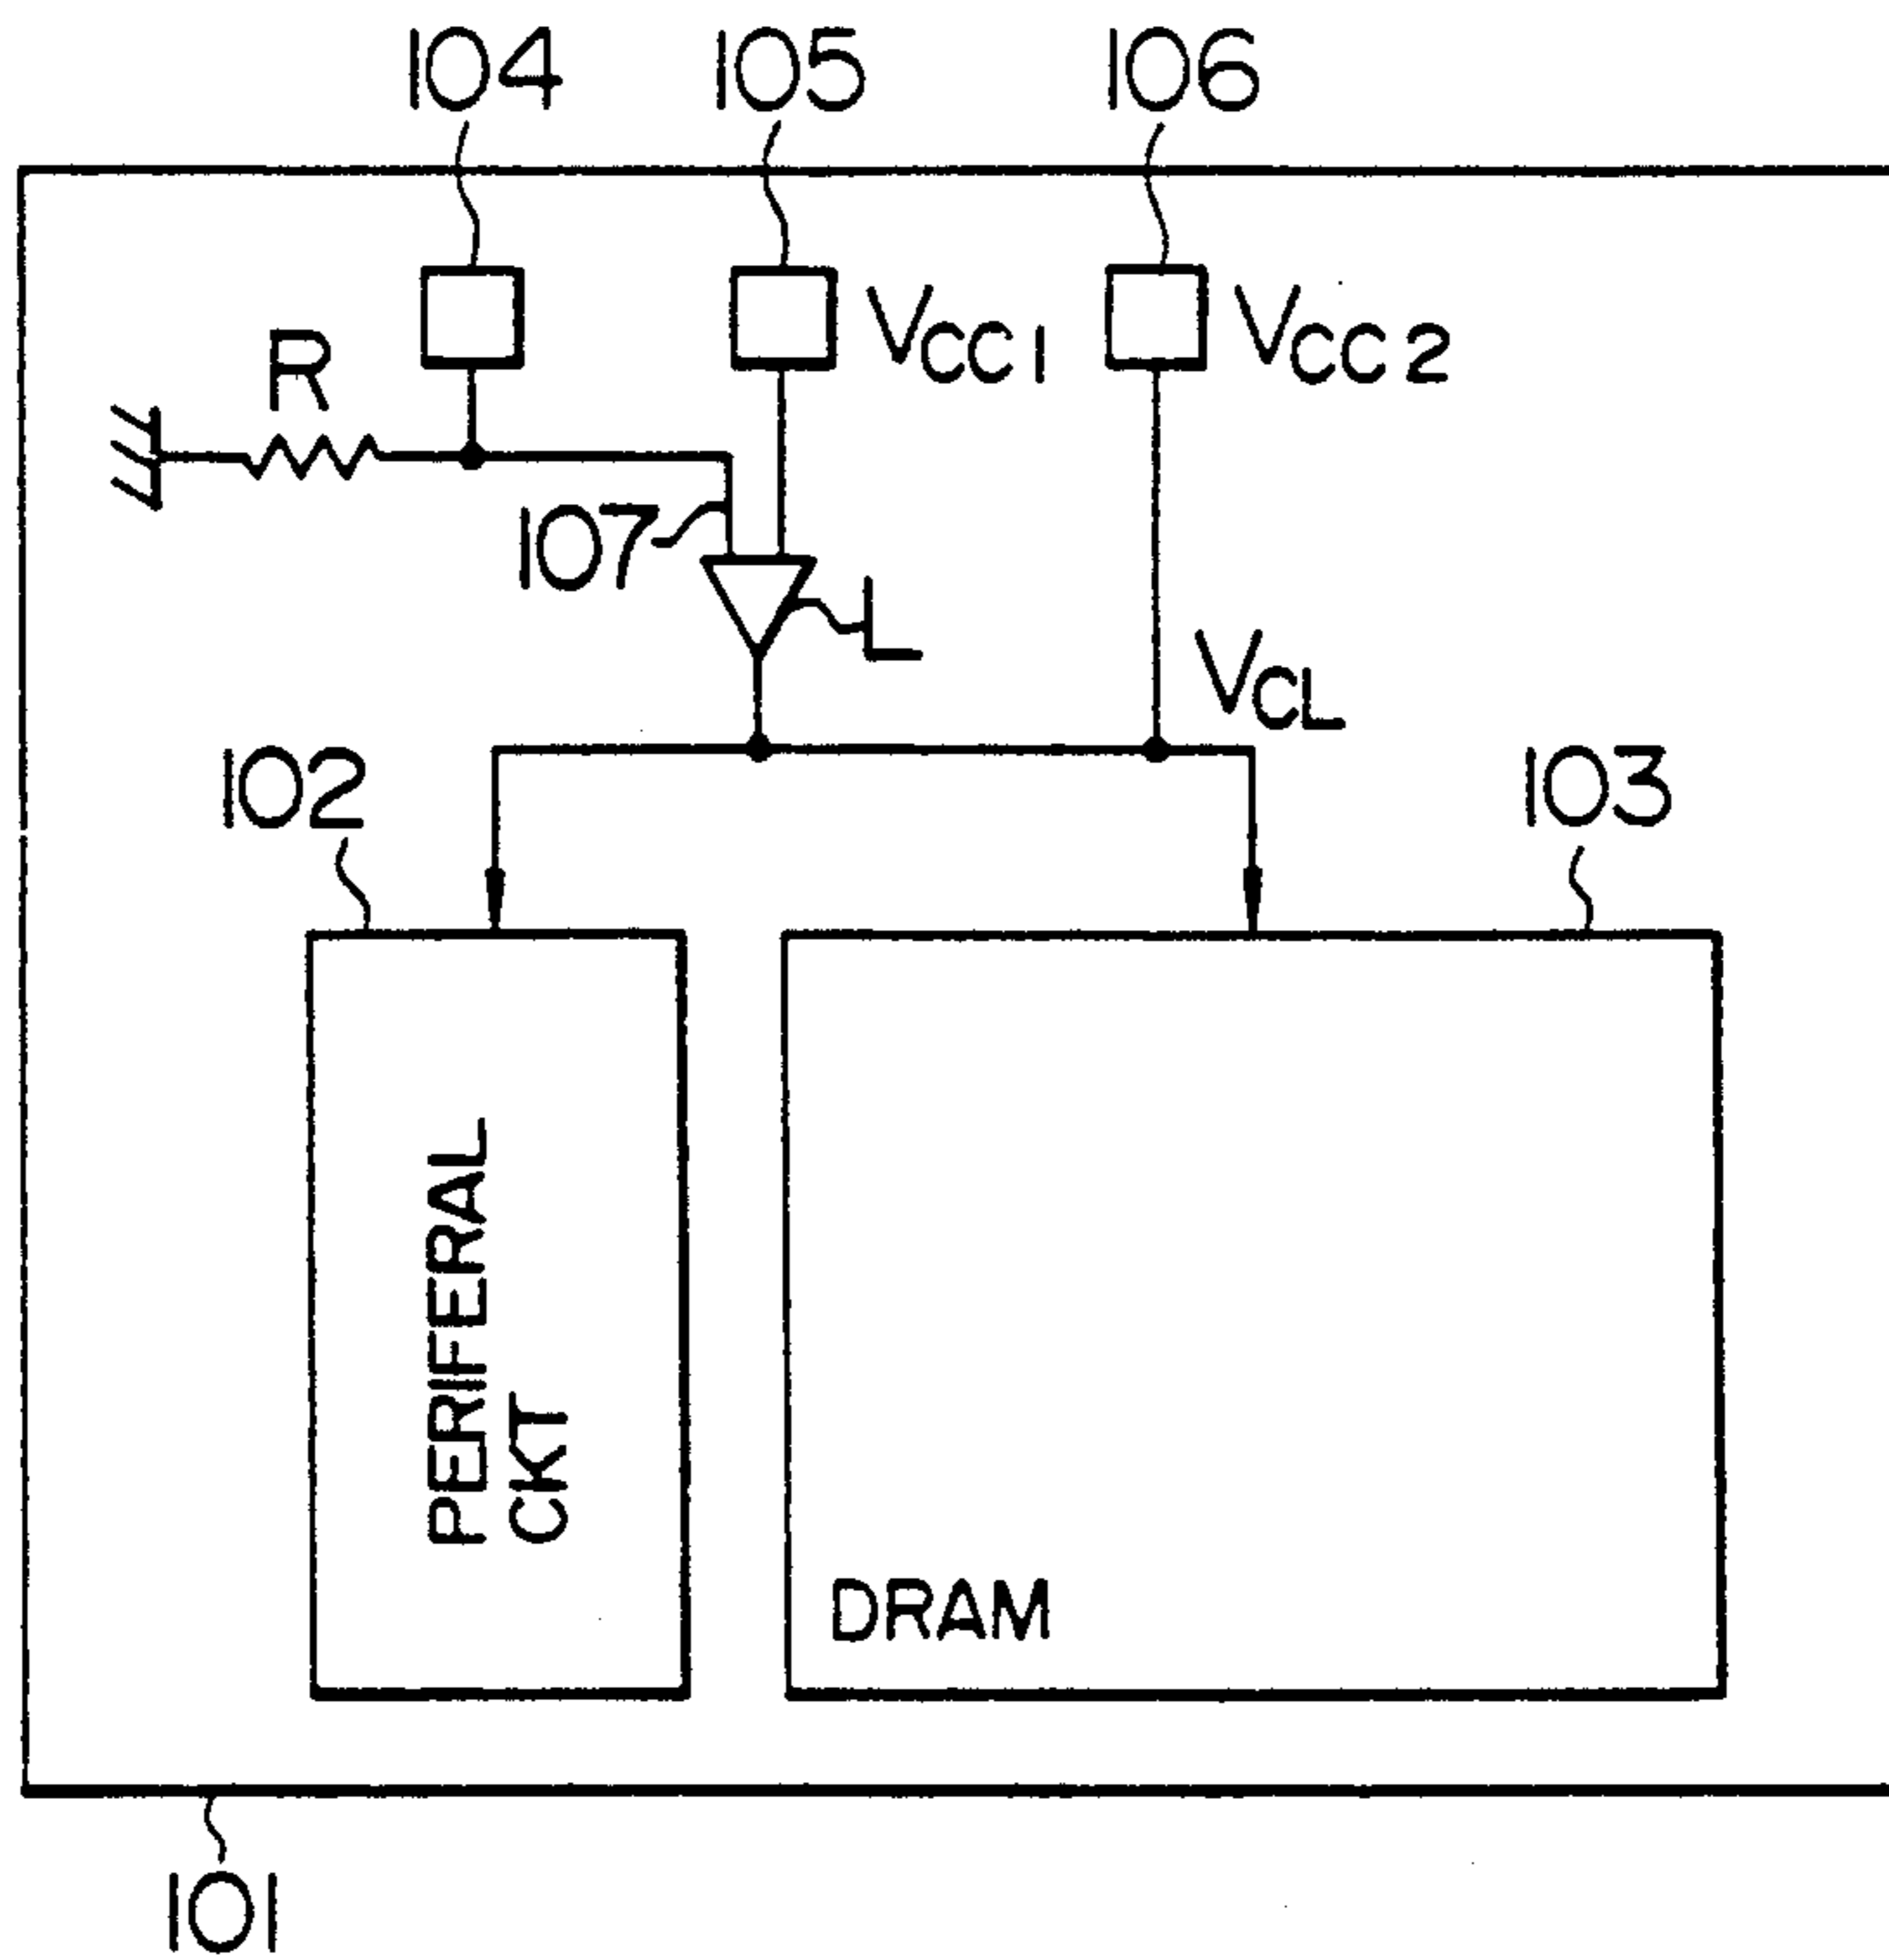 104 105 106
R VCC1 VCC2
107 L
VCL
102 103
PERIFERAL
CKT
DRAM
101